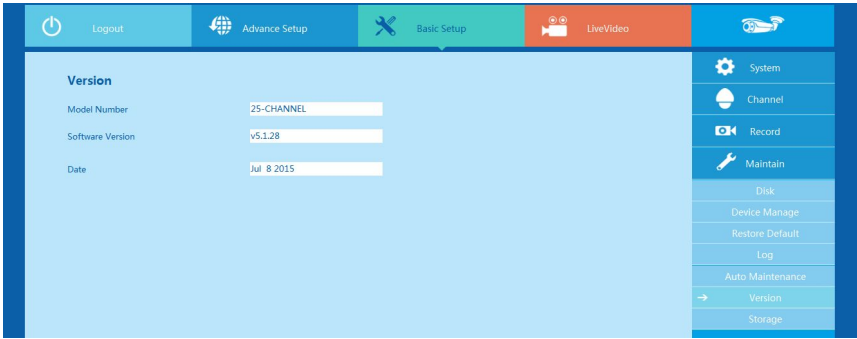 Logout
Advance Setup
Basic Setup
LiveVideo
Version
Model Number 25-CHANNEL
Software Version v5.1.28
Date Jul 8 2015
System
Channel
Record
Maintain
Disk
Device Manage
Restore Default
Log
Auto Maintenance
Version
Storage